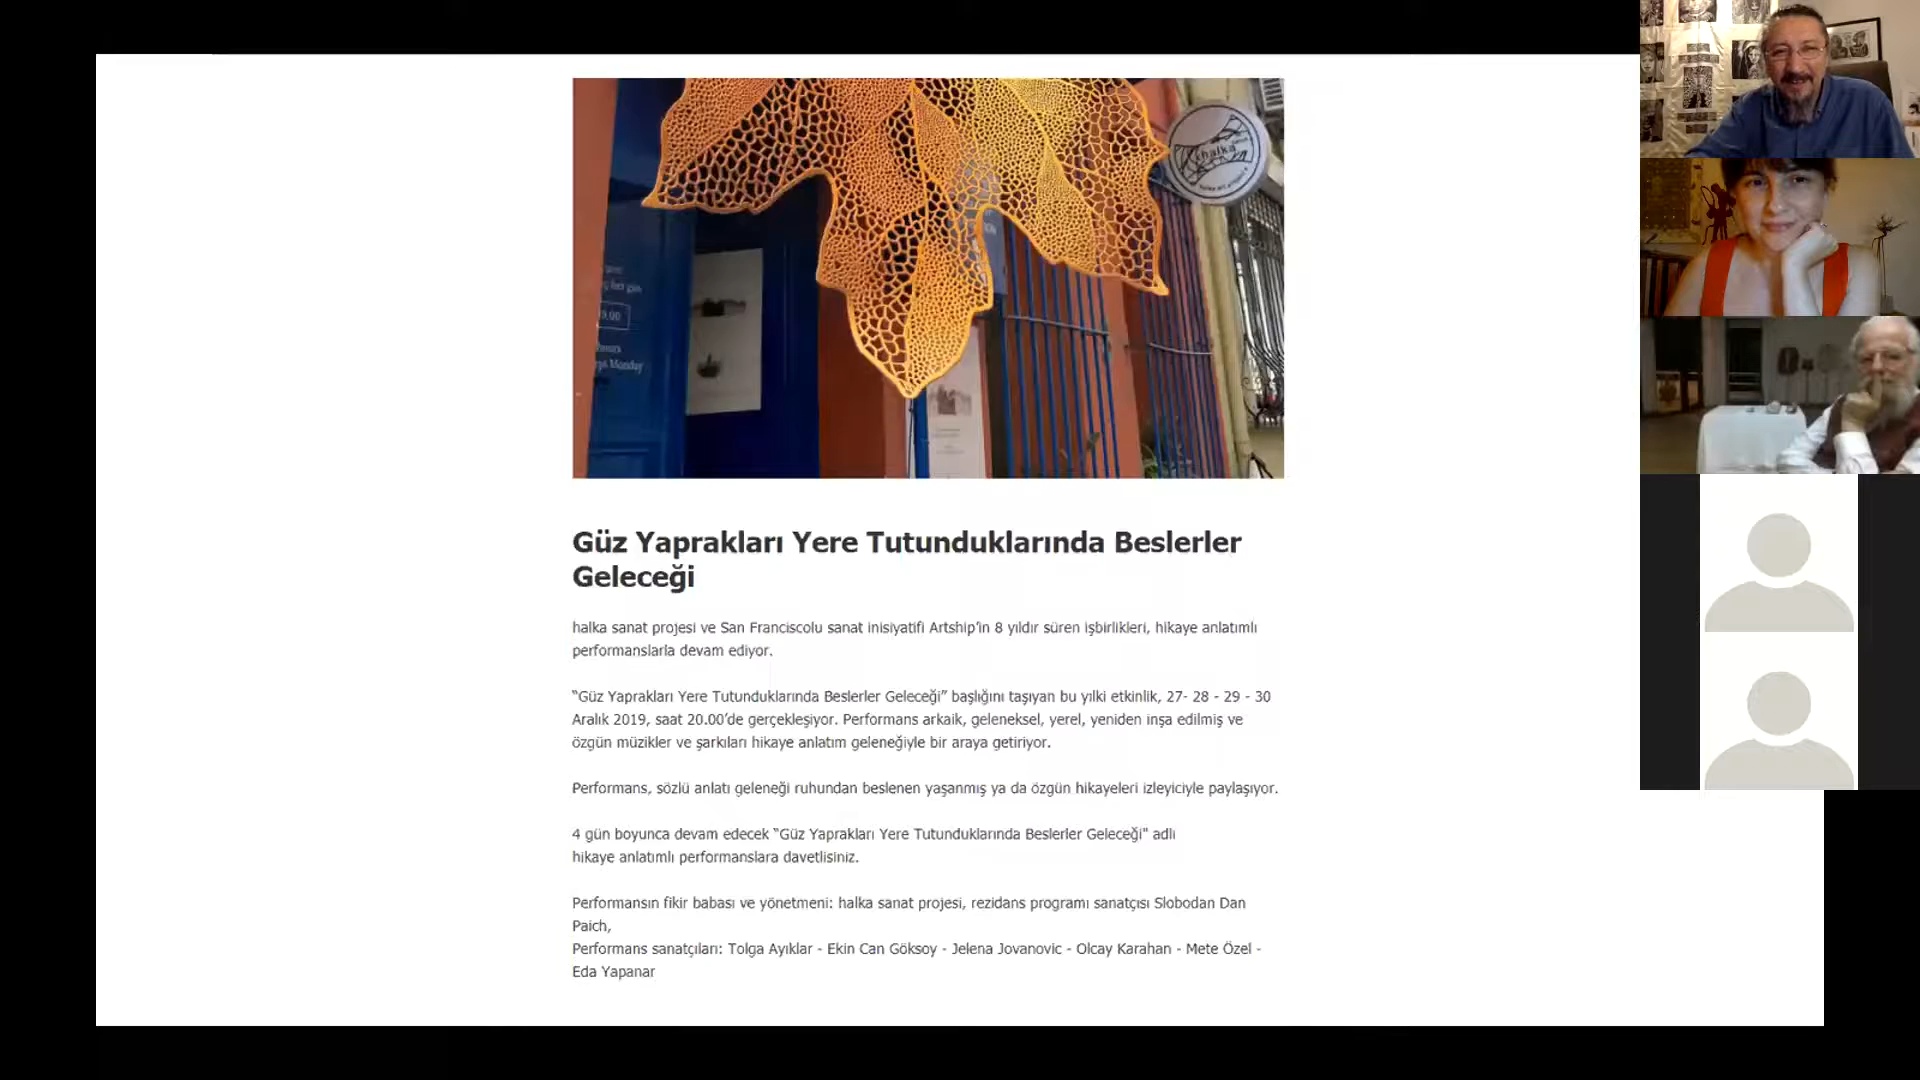 halka
9.00
Monday
Güz Yaprakları Yere Tutunduklarında Beslerler
Geleceği
halka sanat projesi ve San Franciscolu sanat inisiyatifi Artship'in 8 yıldır süren işbirlikleri, hikaye anlatımlı
performanslarla devam ediyor.
“Güz Yaprakları Yere Tutunduklarında Beslerler Geleceği” başlığını taşıyan bu yılki etkinlik, 27- 28 - 29 - 30
Aralık 2019, saat 20.00’de gerçekleşiyor. Performans arkaik, geleneksel, yerel, yeniden inşa edilmiş ve
özgün müzikler ve şarkıları hikaye anlatım geleneğiyle bir araya getiriyor.
Performans, sözlü anlatı geleneği ruhundan beslenen yaşanmış ya da özgün hikayeleri izleyiciyle paylaşıyor.
4 gün boyunca devam edecek “Güz Yaprakları Yere Tutunduklarında Beslerler Geleceği" adlı
hikaye anlatımlı performanslara davetlisiniz.
Performansın fikir babası ve yönetmeni: halka sanat projesi, rezidans programı sanatçısı Slobodan Dan
Paich,
Performans sanatçıları: Tolga Ayıklar - Ekin Can Göksoy - Jelena Jovanovic - Olcay Karahan - Mete Özel -
Eda Yapanar